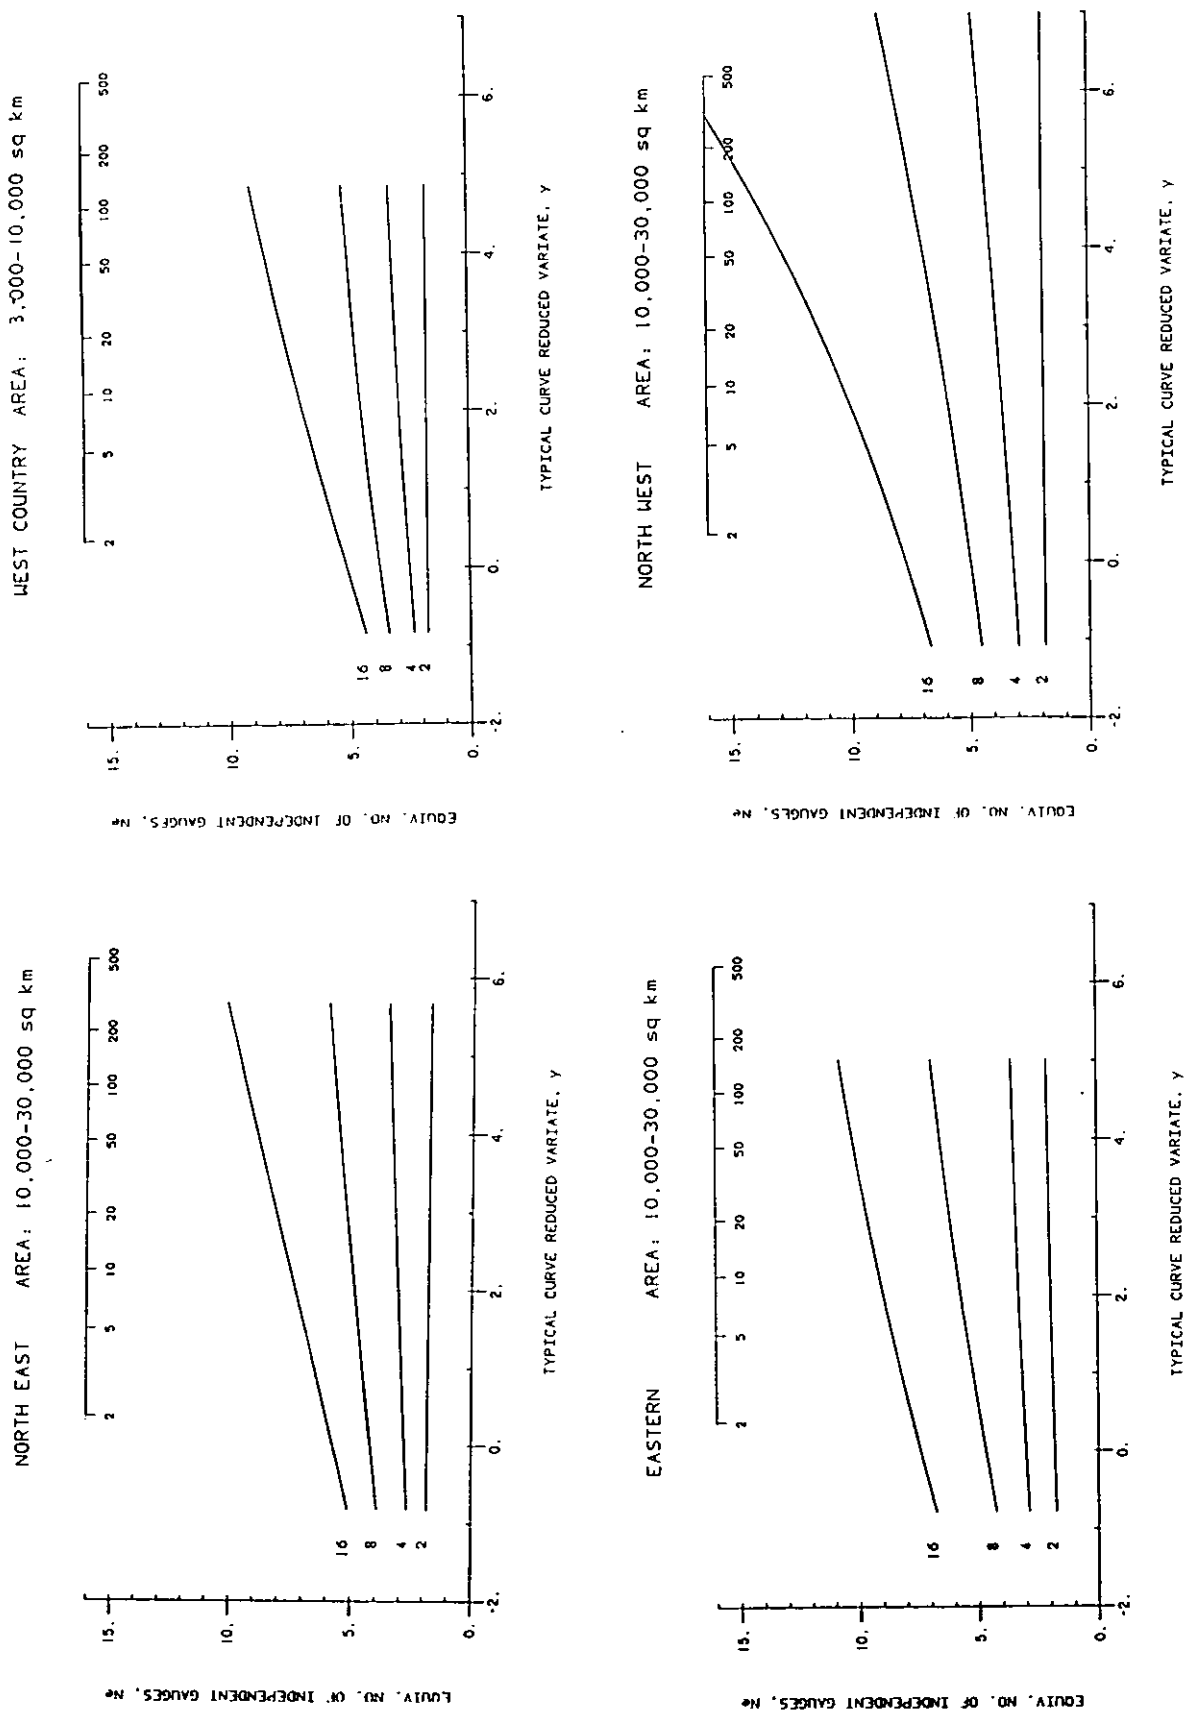 NORTH EAST AREA: 10,000-30,000 sq km
2 5 10 20 50 100 200 500
EQUIV. NO. OF INDEPENDENT GAUGES, Ne
15.
10.
5.
0.
16
8
4
2
-2. 0. 2. 4. 6.
TYPICAL CURVE REDUCED VARIATE, y
WEST COUNTRY AREA: 3,000-10,000 sq km
2 5 10 20 50 100 200 500
EQUIV. NO. OF INDEPENDENT GAUGES, Ne
15.
10.
5.
0.
16
8
4
2
-2. 0. 2. 4. 6.
TYPICAL CURVE REDUCED VARIATE, y
EASTERN AREA: 10,000-30,000 sq km
2 5 10 20 50 100 200 500
EQUIV. NO. OF INDEPENDENT GAUGES, Ne
15.
10.
5.
0.
16
8
4
2
-2. 0. 2. 4. 6.
TYPICAL CURVE REDUCED VARIATE, y
NORTH WEST AREA: 10,000-30,000 sq km
2 5 10 20 50 100 200 500
EQUIV. NO. OF INDEPENDENT GAUGES, Ne
15.
10.
5.
0.
16
8
4
2
-2. 0. 2. 4. 6.
TYPICAL CURVE REDUCED VARIATE, y